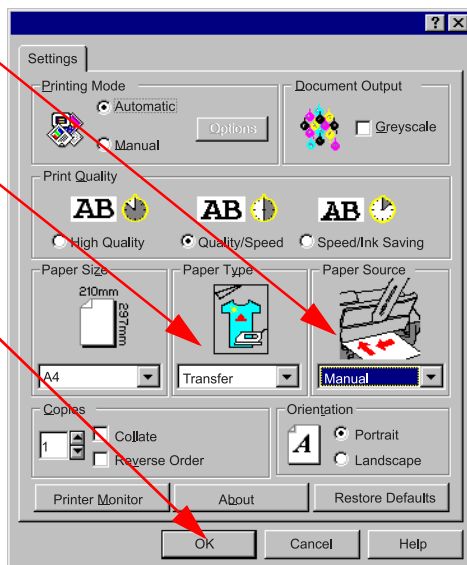 ? ×
Settings
Printing Mode
Automatic
Manual
Options
Document Output
Greyscale
Print Quality
AB AB AB
High Quality Quality/Speed Speed/Ink Saving
Paper Size
210mm
297mm
A4
Paper Type
Transfer
Paper Source
Manual
Copies
1
Collate
Reverse Order
Orientation
A
Portrait
Landscape
Printer Monitor About Restore Defaults
OK Cancel Help